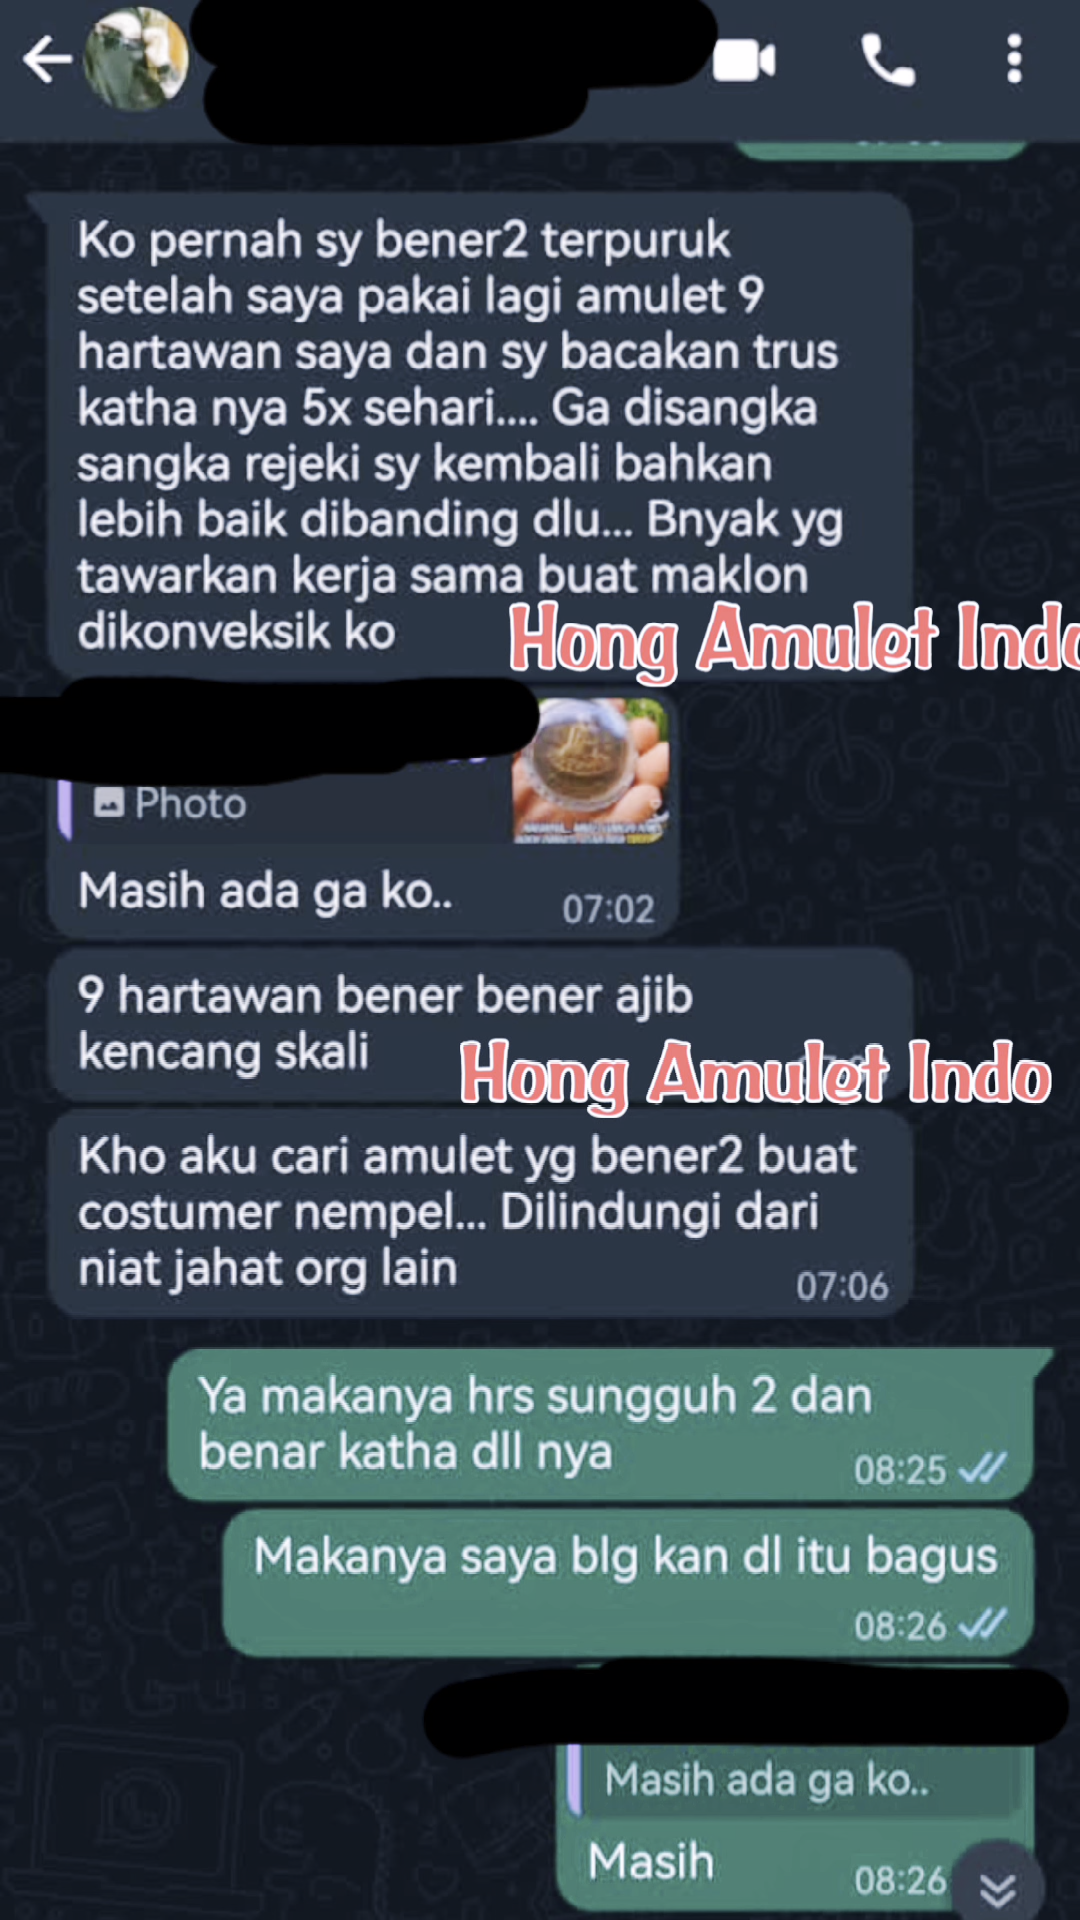 Ko pernah sy bener2 terpuruk
setelah saya pakai lagi amulet 9
hartawan saya dan sy bacakan trus
katha nya 5x sehari.... Ga disangka
sangka rejeki sy kembali bahkan
lebih baik dibanding dlu... Bnyak yg
tawarkan kerja sama buat maklon
dikonveksik ko
Hong Amulet Indo
Photo
Masih ada ga ko..
07:02
9 hartawan bener bener ajib
kencang skali
Hong Amulet Indo
Kho aku cari amulet yg bener2 buat
costumer nempel... Dilindungi dari
niat jahat org lain
07:06
Ya makanya hrs sungguh 2 dan
benar katha dll nya
08:25
Makanya saya blg kan dl itu bagus
08:26
Masih ada ga ko..
Masih
08:26